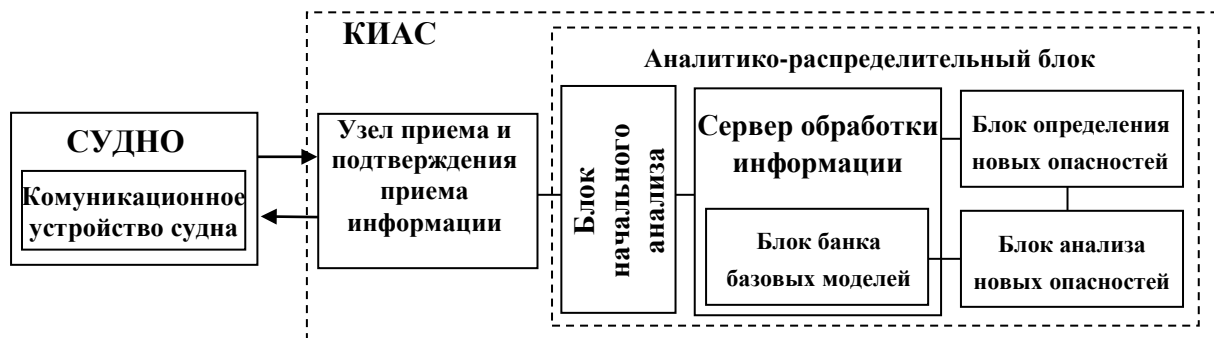 КИАС
Аналитико-распределительный блок
СУДНО
Комуникационное
устройство судна
Узел приема и
подтверждения
приема
информации
Блок
начального
анализа
Сервер обработки
информации
Блок банка
базовых моделей
Блок определения
новых опасностей
Блок анализа
новых опасностей